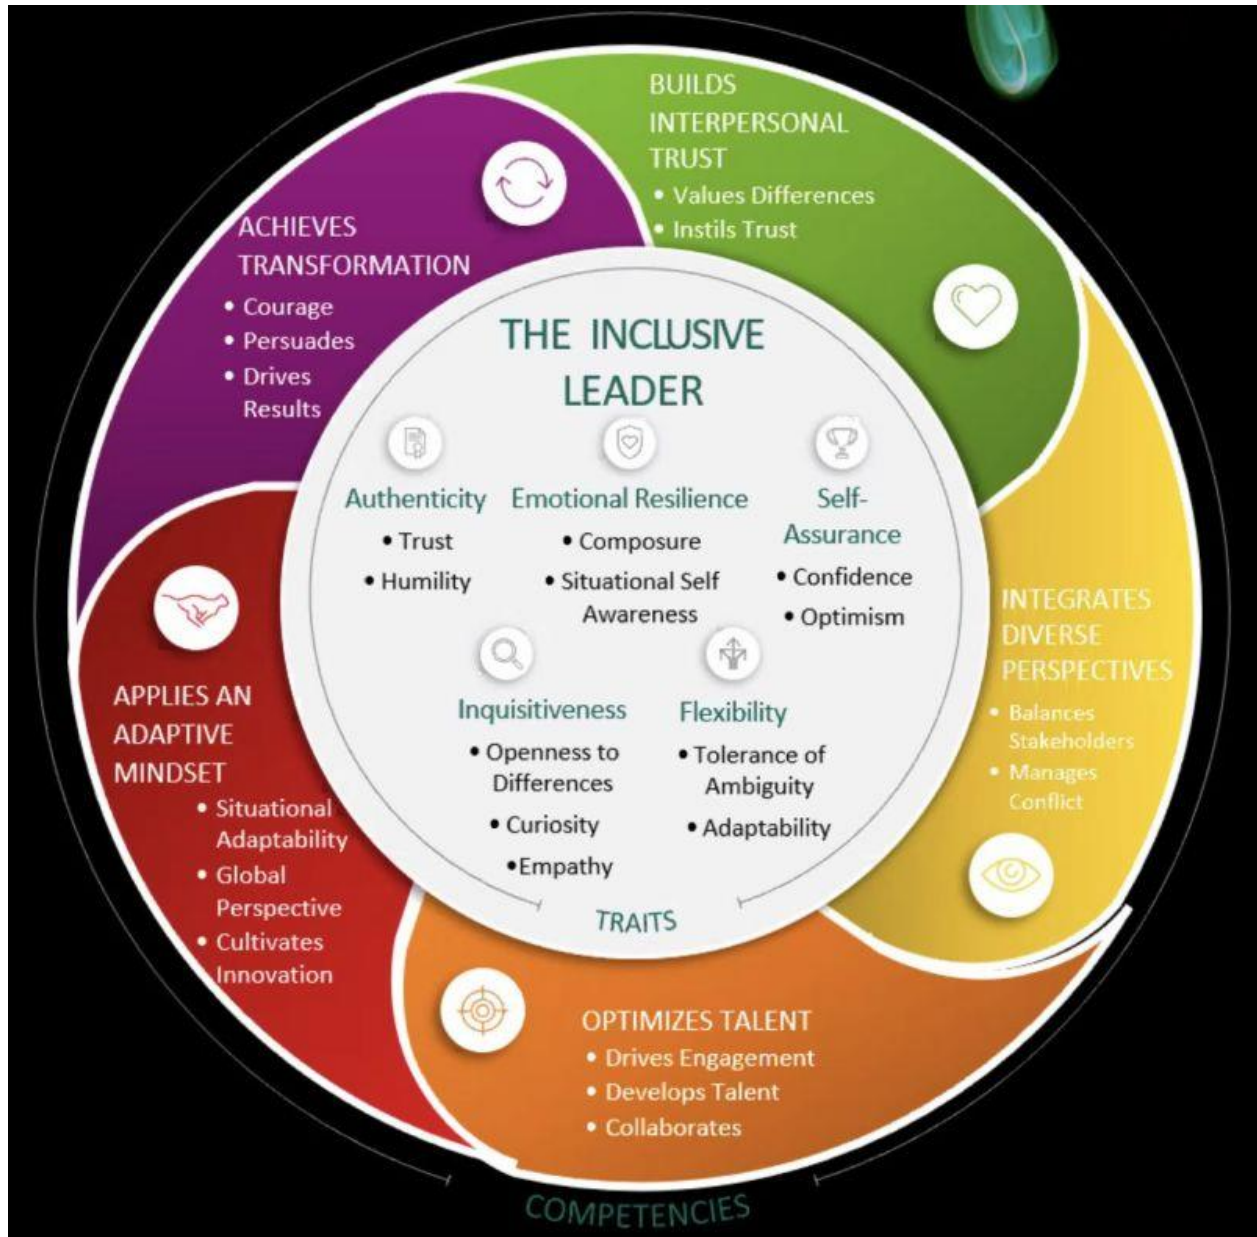 BUILDS
INTERPERSONAL
TRUST
• Values Differences
• Instils Trust
ACHIEVES
TRANSFORMATION
• Courage
• Persuades
• Drives
Results
THE INCLUSIVE
LEADER
Authenticity
• Trust
• Humility
Emotional Resilience
• Composure
• Situational Self
Awareness
Self-
Assurance
• Confidence
• Optimism
Inquisitiveness
• Openness to
Differences
• Curiosity
• Empathy
Flexibility
• Tolerance of
Ambiguity
• Adaptability
TRAITS
INTEGRATES
DIVERSE
PERSPECTIVES
• Balances
Stakeholders
• Manages
Conflict
APPLIES AN
ADAPTIVE
MINDSET
• Situational
Adaptability
• Global
Perspective
• Cultivates
Innovation
OPTIMIZES TALENT
• Drives Engagement
• Develops Talent
• Collaborates
COMPETENCIES